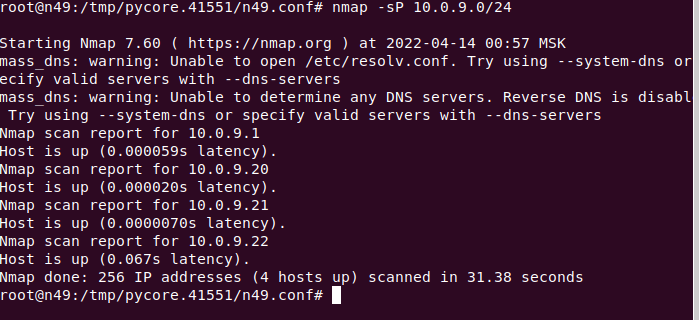 root@n49:/tmp/pycore.41551/n49.conf# nmap -sP 10.0.9.0/24
Starting Nmap 7.60 ( https://nmap.org ) at 2022-04-14 00:57 MSK
mass_dns: warning: Unable to open /etc/resolv.conf. Try using --system-dns or
ecify valid servers with --dns-servers
mass_dns: warning: Unable to determine any DNS servers. Reverse DNS is disabl
Try using --system-dns or specify valid servers with --dns-servers
Nmap scan report for 10.0.9.1
Host is up (0.000059s latency).
Nmap scan report for 10.0.9.20
Host is up (0.000020s latency).
Nmap scan report for 10.0.9.21
Host is up (0.0000070s latency).
Nmap scan report for 10.0.9.22
Host is up (0.067s latency).
Nmap done: 256 IP addresses (4 hosts up) scanned in 31.38 seconds
root@n49:/tmp/pycore.41551/n49.conf#